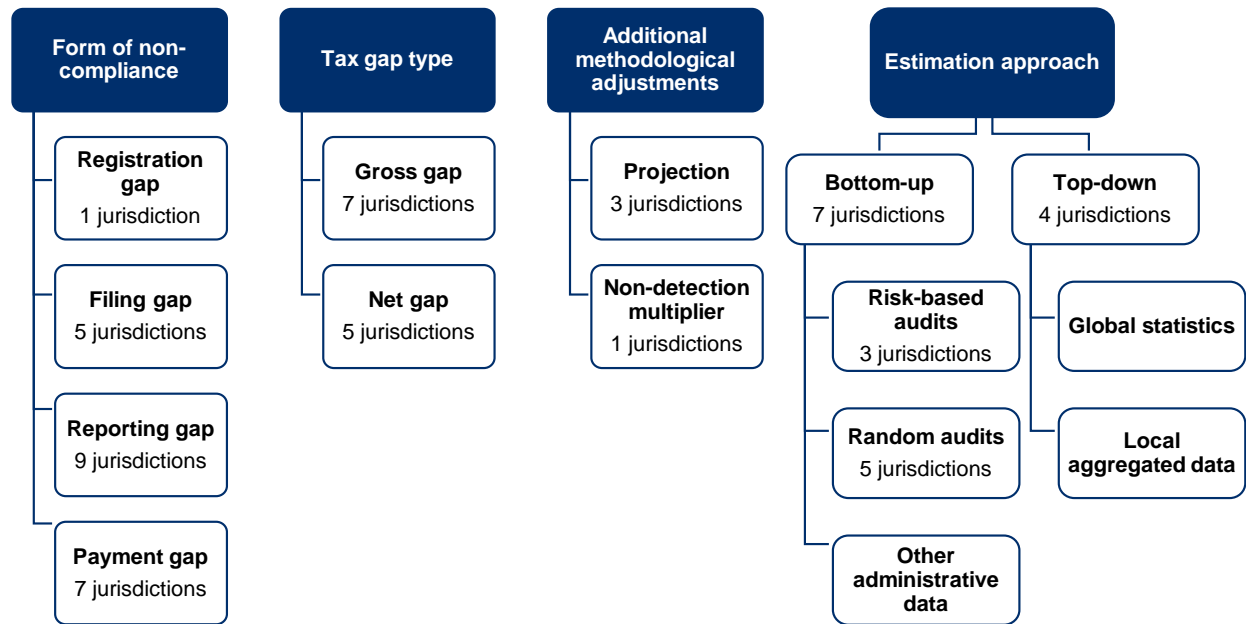 Form of non-
compliance
Registration
gap
1 jurisdiction
Filing gap
5 jurisdictions
Reporting gap
9 jurisdictions
Payment gap
7 jurisdictions
Tax gap type
Gross gap
7 jurisdictions
Net gap
5 jurisdictions
Additional
methodological
adjustments
Projection
3 jurisdictions
Non-detection
multiplier
1 jurisdictions
Estimation approach
Bottom-up
7 jurisdictions
Risk-based
audits
3 jurisdictions
Random audits
5 jurisdictions
Other
administrative
data
Top-down
4 jurisdictions
Global statistics
Local
aggregated data